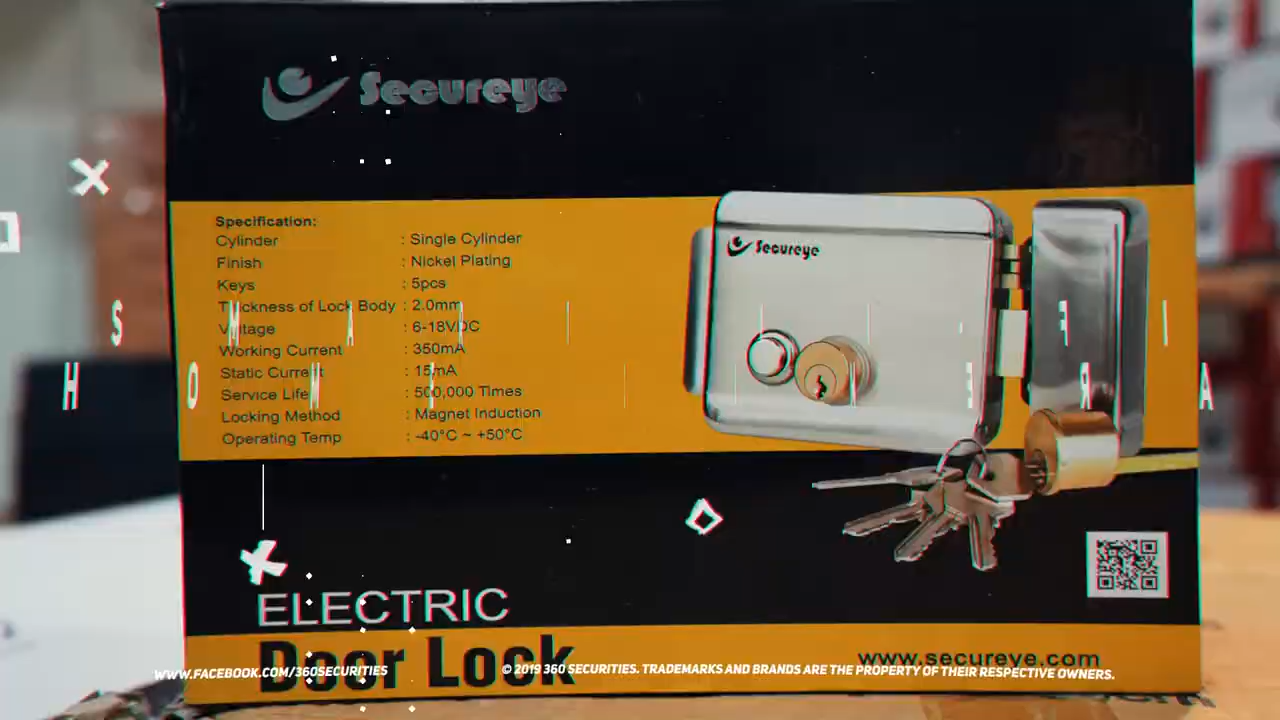 Secureye
Specification:
Cylinder : Single Cylinder
Finish : Nickel Plating
Keys : 5pcs
Thickness of Lock Body : 2.0mm
Voltage : 6-18VDC
Working Current : 350mA
Static Current : 15mA
Service Life : 500,000 Times
Locking Method : Magnet Induction
Operating Temp : -40°C ~ +50°C
Secureye
ELECTRIC
Door Lock
www.secureye.com
WWW.FACEBOOK.COM/360SECURITIES
© 2019 360 SECURITIES. TRADEMARKS AND BRANDS ARE THE PROPERTY OF THEIR RESPECTIVE OWNERS.